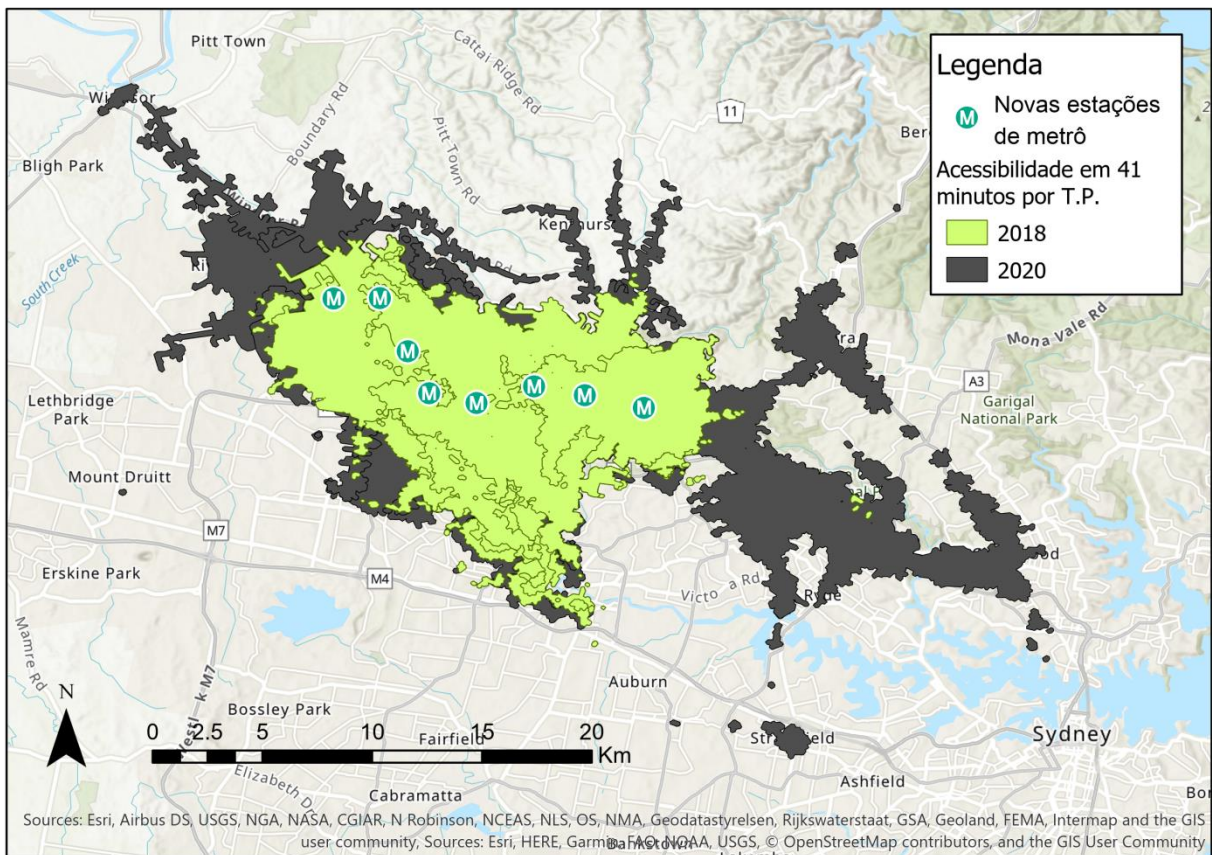 Pitt Town
Cattai Ridge Rd
Boundary Rd
Pitt Town Rd
11
Bligh Park
South Creek
Legenda
M Novas estações
de metrô
Acessibilidade em 41
minutos por T.P.
2018
2020
M M
M
M
M
M
M
M
Mona Vale Rd
A3
Garigal
National Park
Lethbridge
Park
Mount Druitt
M7
Erskine Park
M4
Mamre Rd
Ryde
N
Auburn
Bossley Park
0 2.5 5 10 15 20
Km
Fairfield
Sydney
Ashfield
Cabramatta
Sources: Esri, Airbus DS, USGS, NGA, NASA, CGIAR, N Robinson, NCEAS, NLS, OS, NMA, Geodatastyrelsen, Rijkswaterstaat, GSA, Geoland, FEMA, Intermap and the GIS
user community, Sources: Esri, HERE, Garmin, FAO, NOAA, USGS, © OpenStreetMap contributors, and the GIS User Community